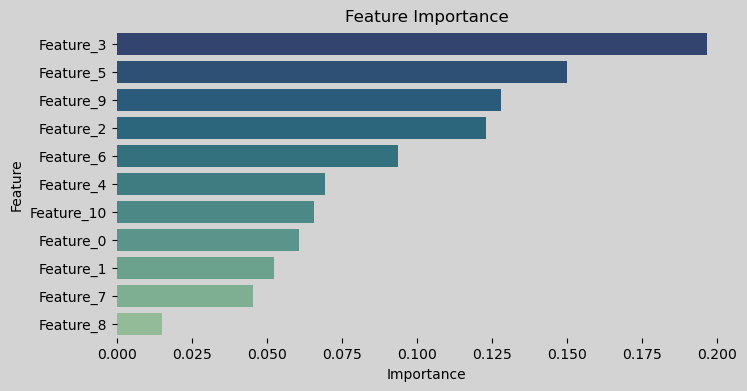 Feature Importance
Feature_3
Feature_5
Feature_9
Feature_2
Feature_6
Feature_4
Feature_10
Feature_0
Feature_1
Feature_7
Feature_8
Feature
0.000 0.025 0.050 0.075 0.100 0.125 0.150 0.175 0.200
Importance